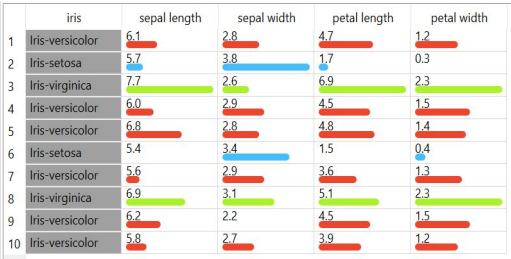 iris sepal length sepal width petal length petal width
1 Iris-versicolor 6.1 2.8 4.7 1.2
2 Iris-setosa 5.7 3.8 1.7 0.3
3 Iris-virginica 7.7 2.6 6.9 2.3
4 Iris-versicolor 6.0 2.9 4.5 1.5
5 Iris-versicolor 6.8 2.8 4.8 1.4
6 Iris-setosa 5.4 3.4 1.5 0.4
7 Iris-versicolor 5.6 2.9 3.6 1.3
8 Iris-virginica 6.9 3.1 5.1 2.3
9 Iris-versicolor 6.2 2.2 4.5 1.5
10 Iris-versicolor 5.8 2.7 3.9 1.2